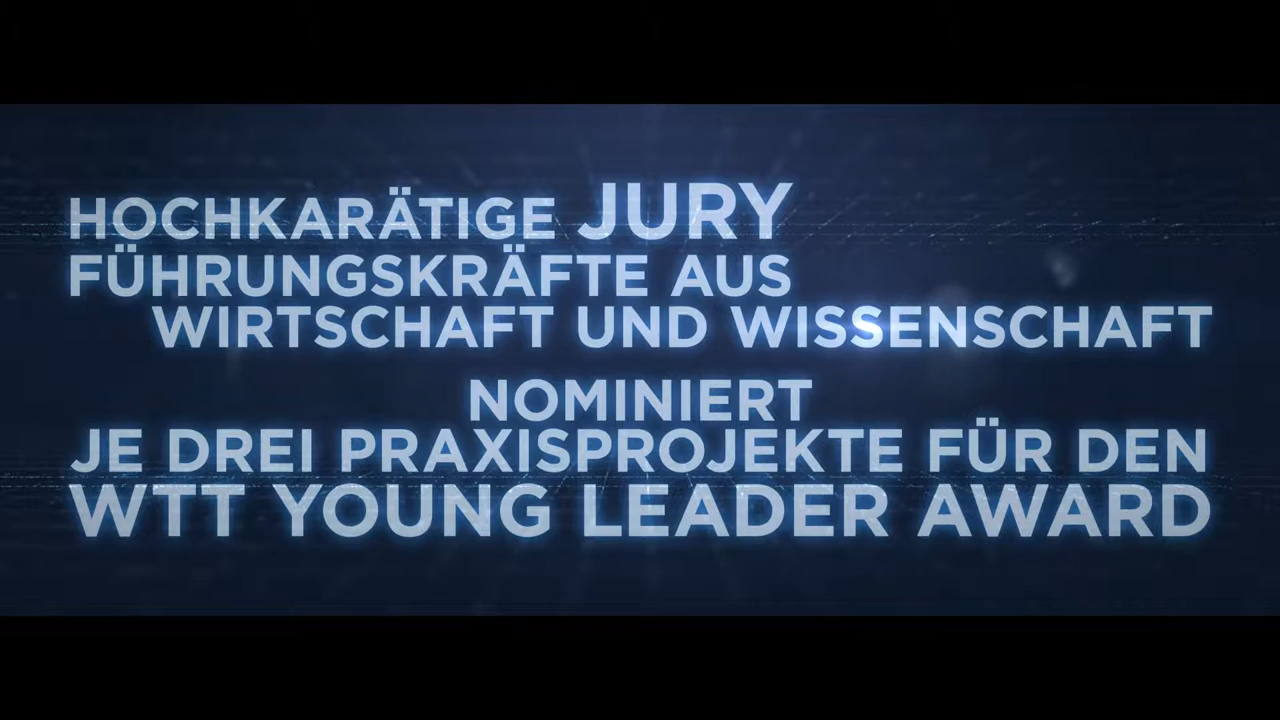 HOCHKARÄTIGE JURY
FÜHRUNGSKRÄFTE AUS
WIRTSCHAFT UND WISSENSCHAFT
NOMINIERT
JE DREI PRAXISPROJEKTE FÜR DEN
WTT YOUNG LEADER AWARD